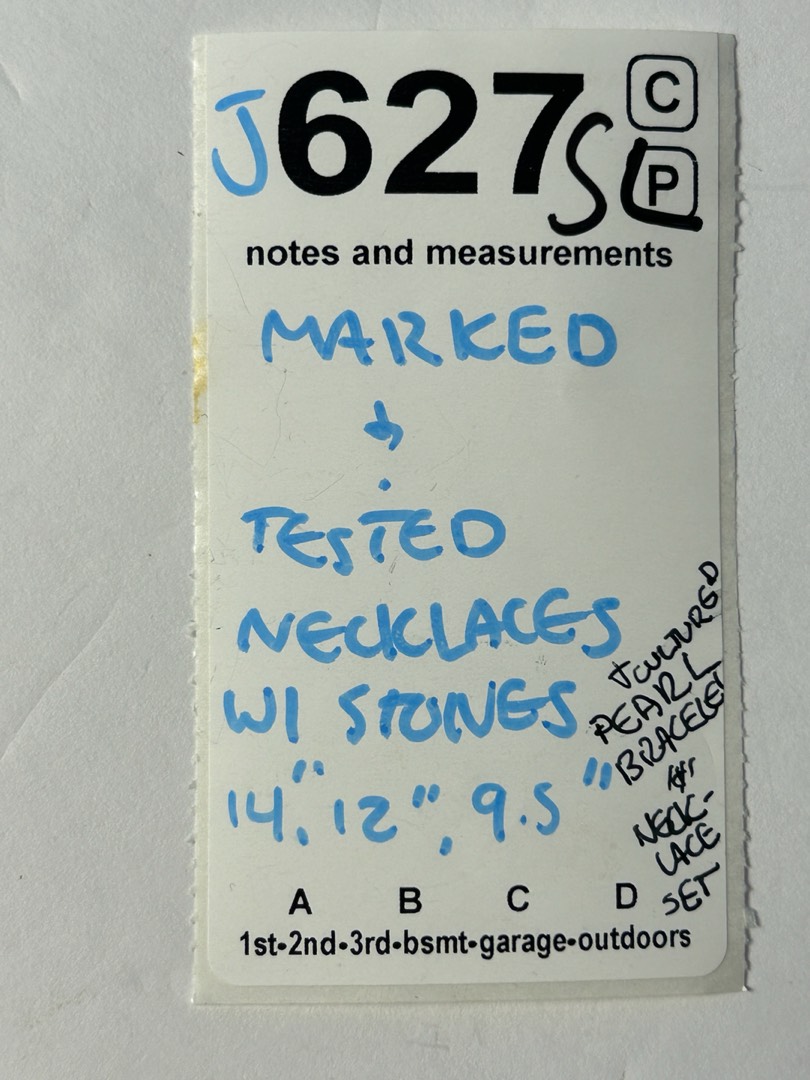 J627SL
C
P
notes and measurements
MARKED
&
TESTED
NECKLACES
W/ STONES
14", 12", 9.5"
+ CULTURED
PEARL
BRACELET
NECK-
LACE
SET
A B C D
1st•2nd•3rd•bsmt•garage•outdoors